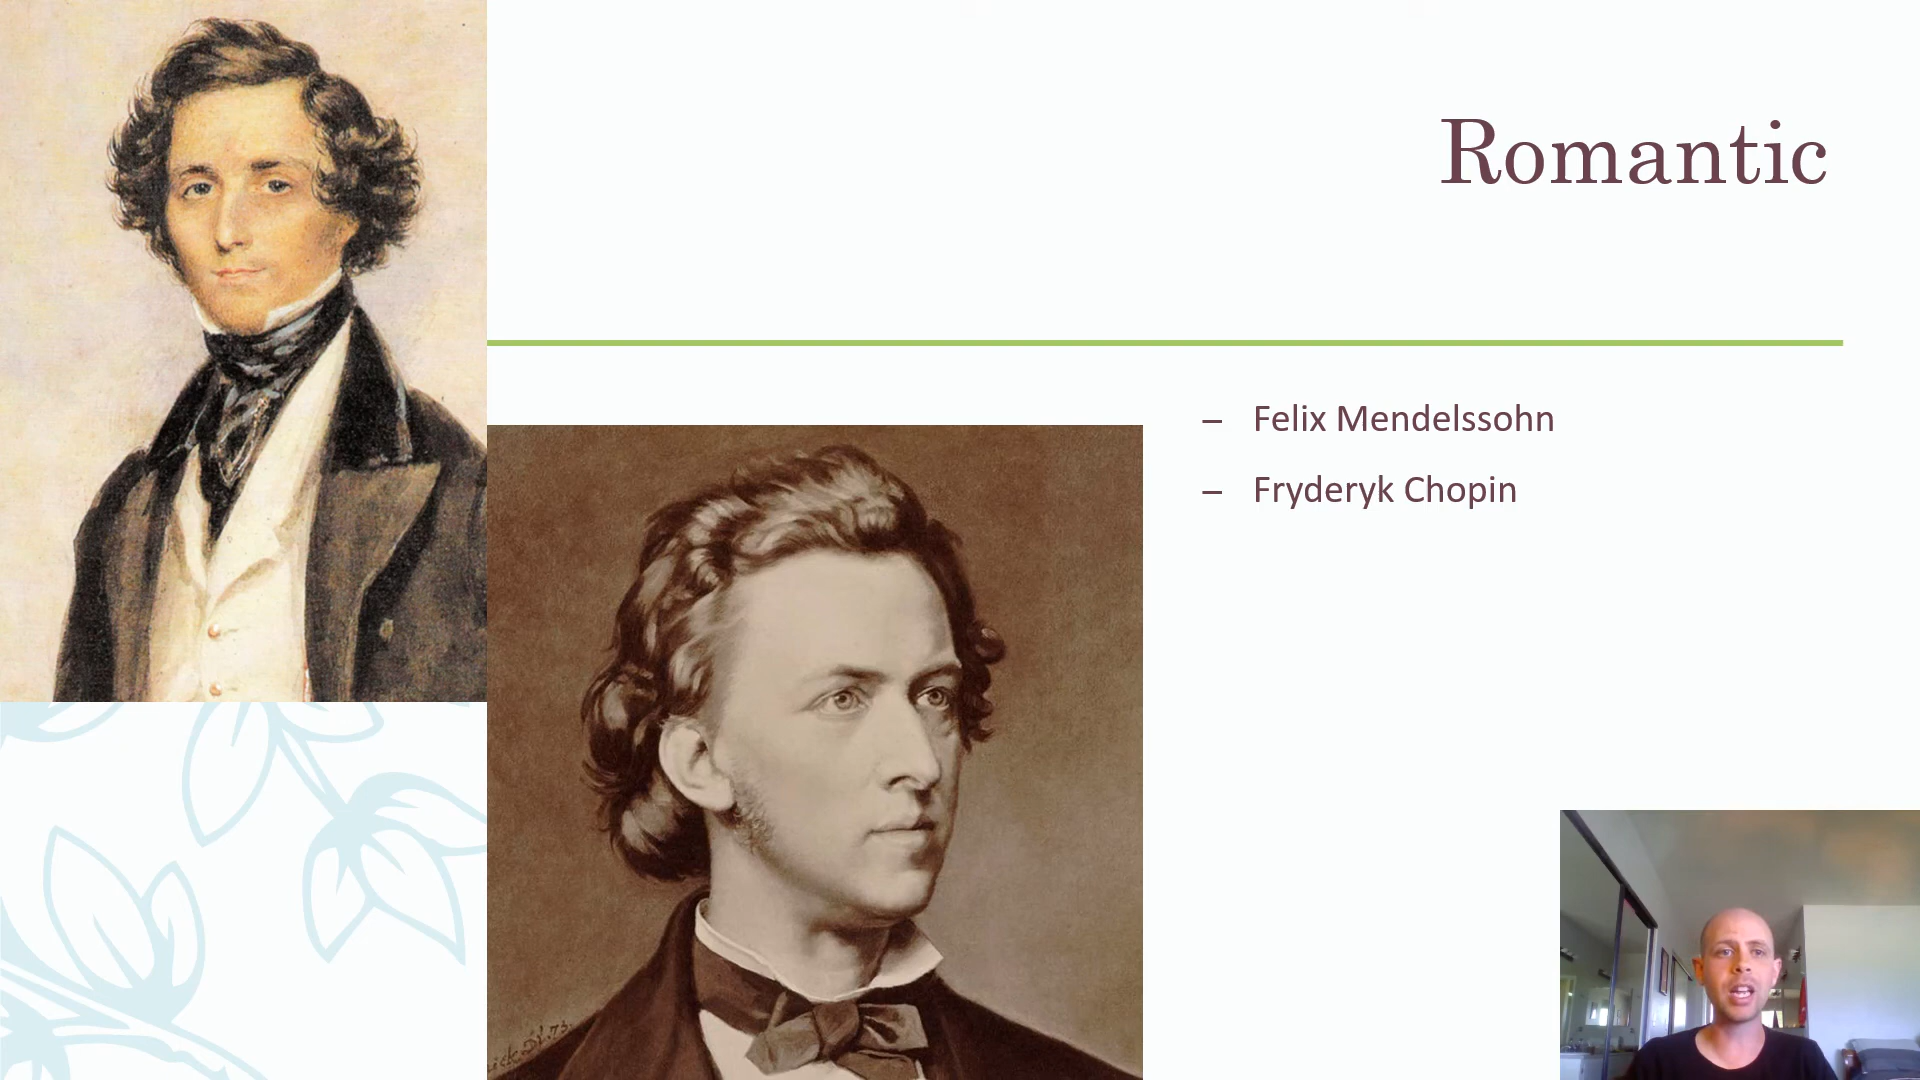 Romantic
– Felix Mendelssohn
– Fryderyk Chopin